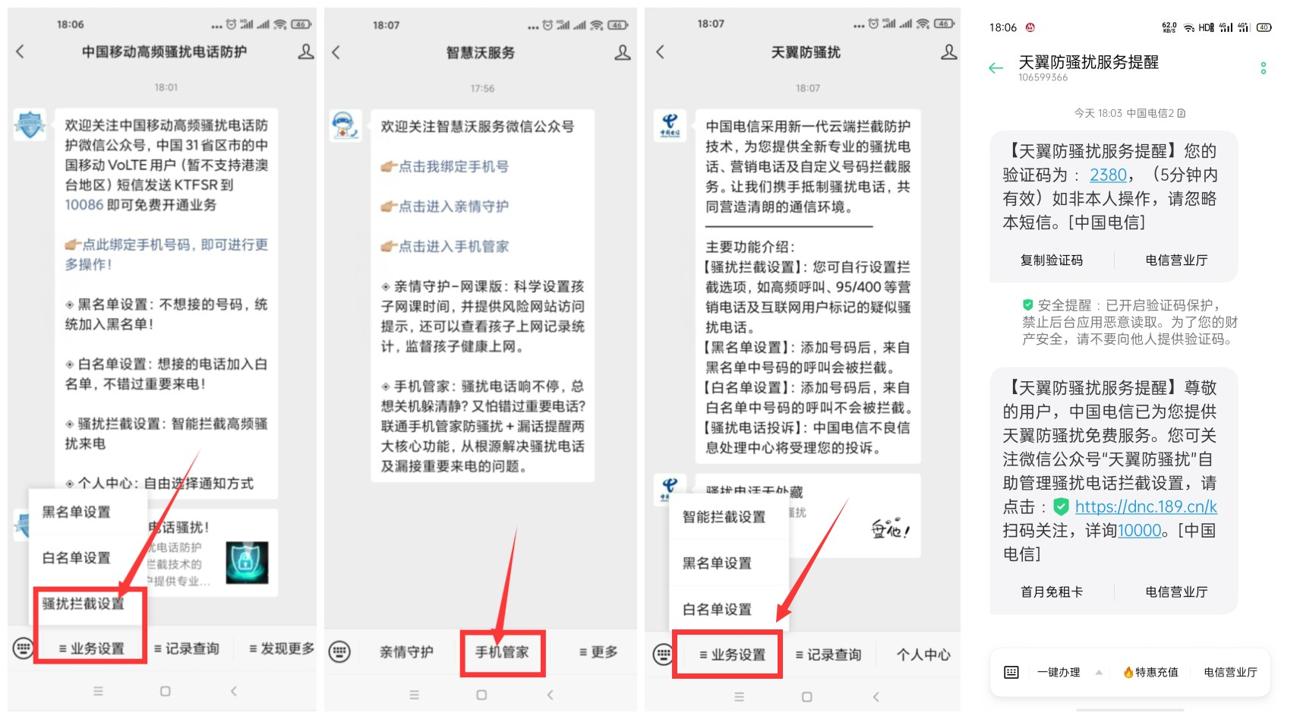 18:06
46
中国移动高频骚扰电话防护
18:01
欢迎关注中国移动高频骚扰电话防
护微信公众号,中国31省区市的中
国移动VoLTE用户(暂不支持港澳
台地区)短信发送KTFSR到
10086即可免费开通业务
👉点此绑定手机号码,即可进行更
多操作!
◈ 黑名单设置:不想接的号码,统
统加入黑名单!
◈ 白名单设置:想接的电话加入白
名单,不错过重要来电!
◈ 骚扰拦截设置:智能拦截高频骚
扰来电
◈ 个人中心:自由选择通知方式
电话骚扰!
扰电话防护
拦截技术的
户提供专业...
黑名单设置
白名单设置
骚扰拦截设置
≡ 业务设置
≡ 记录查询
≡ 发现更多
18:07
46
智慧沃服务
17:56
欢迎关注智慧沃服务微信公众号
👉点击我绑定手机号
👉点击进入亲情守护
👉点击进入手机管家
◈ 亲情守护-网课版:科学设置孩
子网课时间,并提供风险网站访问
提示,还可以查看孩子上网记录统
计,监督孩子健康上网。
◈ 手机管家:骚扰电话响不停,总
想关机躲清静?又怕错过重要电话?
联通手机管家防骚扰+漏话提醒两
大核心功能,从根源解决骚扰电话
及漏接重要来电的问题。
亲情守护
手机管家
≡ 更多
18:07
46
天翼防骚扰
18:07
中国电信
中国电信采用新一代云端拦截防护
技术,为您提供全新专业的骚扰电
话、营销电话及自定义号码拦截服
务。让我们携手抵制骚扰电话,共
同营造清朗的通信环境。
主要功能介绍:
【骚扰拦截设置】:您可自行设置拦
截选项,如高频呼叫、95/400等营
销电话及互联网用户标记的疑似骚
扰电话。
【黑名单设置】:添加号码后,来自
黑名单中号码的呼叫会被拦截。
【白名单设置】:添加号码后,来自
白名单中号码的呼叫不会被拦截。
【骚扰电话投诉】:中国电信不良信
息处理中心将受理您的投诉。
骚扰电话无处藏
骚扰
智能拦截设置
黑名单设置
白名单设置
≡ 业务设置
≡ 记录查询
个人中心
18:06
62.0
KB/S
HD
4G
4G
40
天翼防骚扰服务提醒
106599366
今天 18:03 中国电信2
【天翼防骚扰服务提醒】您的
验证码为:2380,(5分钟内
有效)如非本人操作,请忽略
本短信。[中国电信]
复制验证码
电信营业厅
安全提醒:已开启验证码保护,
禁止后台应用恶意读取。为了您的财
产安全,请不要向他人提供验证码。
【天翼防骚扰服务提醒】尊敬
的用户,中国电信已为您提供
天翼防骚扰免费服务。您可关
注微信公众号“天翼防骚扰”自
助管理骚扰电话拦截设置,请
点击:https://dnc.189.cn/k
扫码关注,详询10000。[中国
电信]
首月免租卡
电信营业厅
一键办理
🔥特惠充值
电信营业厅